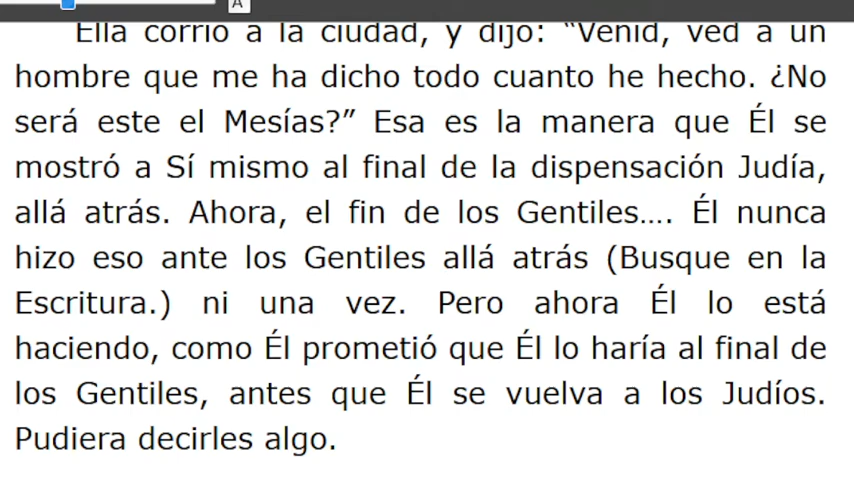 A
Ella corrió a la ciudad, y dijo: “Venid, ved a un
hombre que me ha dicho todo cuanto he hecho. ¿No
será este el Mesías?” Esa es la manera que Él se
mostró a Sí mismo al final de la dispensación Judía,
allá atrás. Ahora, el fin de los Gentiles…. Él nunca
hizo eso ante los Gentiles allá atrás (Busque en la
Escritura.) ni una vez. Pero ahora Él lo está
haciendo, como Él prometió que Él lo haría al final de
los Gentiles, antes que Él se vuelva a los Judíos.
Pudiera decirles algo.